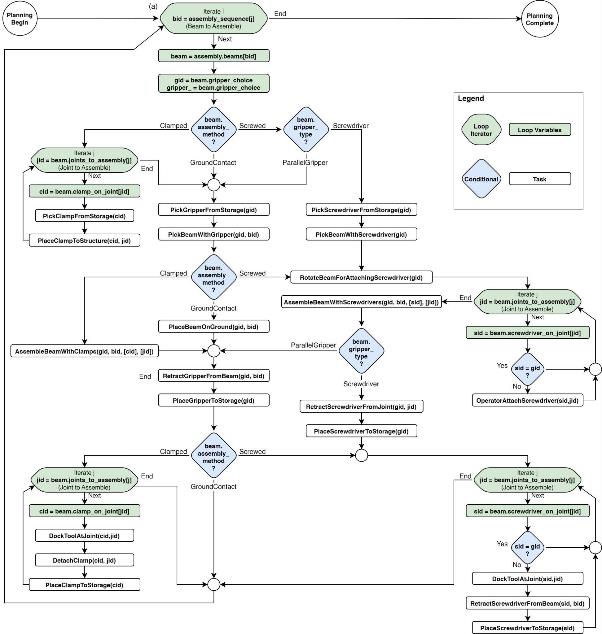 Planning
Begin
(a)
Iterate j
bid = assembly_sequence[j]
(Beam to Assemble)
End
Planning
Complete
Next
beam = assembly.beams[bid]
gid = beam.gripper_choice
gripper_ = beam.gripper_choice
Legend
Loop
Iterator
Loop Variables
Conditional
Task
Clamped
beam.
assembly_
method
?
Screwed
beam.
gripper_
type
?
Screwdriver
GroundContact
ParallelGripper
Iterate j
jid = beam.joints_to_assembly[j]
(Joint to Assemble)
End
Next
cid = beam.clamp_on_joint[jid]
PickClampFromStorage(cid)
PlaceClampToStructure(cid, jid)
PickGripperFromStorage(gid)
PickBeamWithGripper(gid, bid)
PickScrewdriverFromStorage(gid)
PickBeamWithScrewdriver(gid)
Clamped
beam.
assembly
method
?
Screwed
GroundContact
RotateBeamForAttachingScrewdriver(gid)
AssembleBeamWithScrewdrivers(gid, bid, [sid], [jid])
End
Iterate j
jid = beam.joints_to_assembly[j]
(Joint to Assemble)
Next
sid = beam.screwdriver_on_joint[jid]
Yes
sid = gid
?
No
OperatorAttachScrewdriver(sid,jid)
PlaceBeamOnGround(gid, bid)
AssembleBeamWithClamps(gid, bid, [cid], [jid])
ParallelGripper
beam.
gripper_
type
?
Screwdriver
End
RetractGripperFromBeam(gid, bid)
PlaceGripperToStorage(gid)
RetractScrewdriverFromJoint(gid, jid)
PlaceScrewdriverToStorage(gid)
Clamped
beam.
assembly_
method
?
Screwed
GroundContact
Iterate j
jid = beam.joints_to_assembly[j]
(Joint to Assemble)
End
Next
cid = beam.clamp_on_joint[jid]
DockToolAtJoint(cid,jid)
DetachClamp(cid, jid)
PlaceClampToStorage(cid)
End
Iterate j
jid = beam.joints_to_assembly[j]
(Joint to Assemble)
Next
sid = beam.screwdriver_on_joint[jid]
Yes
sid = gid
?
No
DockToolAtJoint(sid,jid)
RetractScrewdriverFromBeam(sid, bid)
PlaceScrewdriverToStorage(sid)